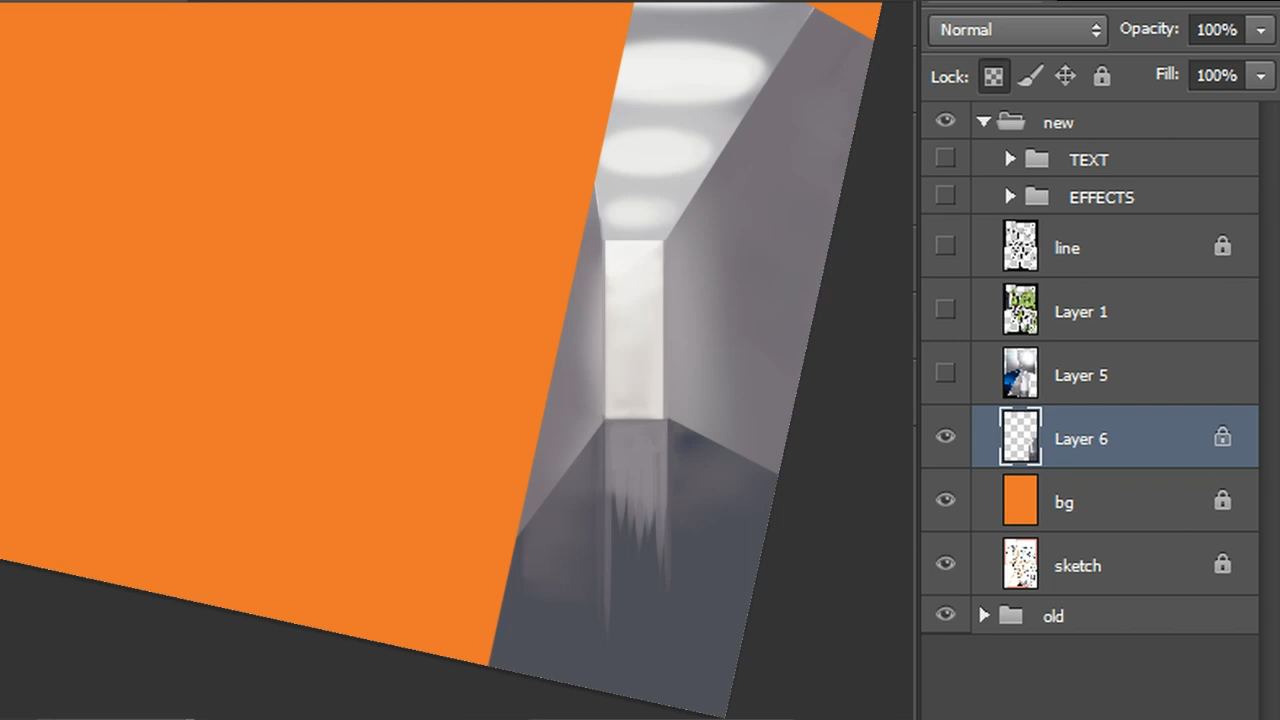 Normal Opacity: 100%
Lock: Fill: 100%
new
TEXT
EFFECTS
line
Layer 1
Layer 5
Layer 6
bg
sketch
old